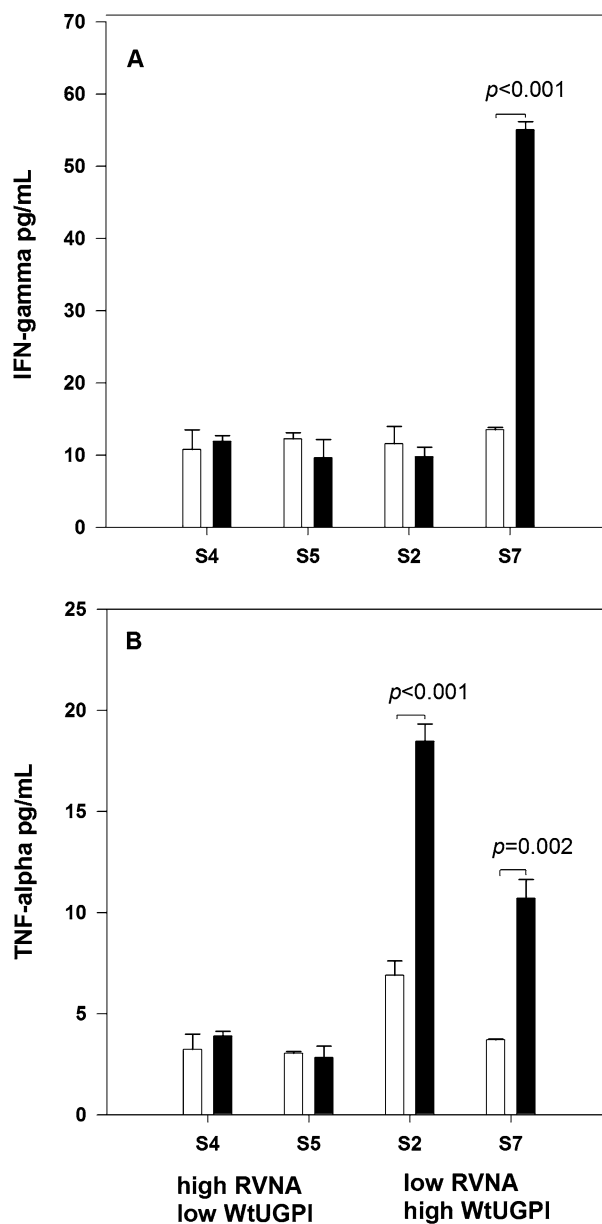 A
70
60
50
40
30
20
10
0
IFN-gamma pg/mL
p<0.001
S4 S5 S2 S7
B
25
20
15
10
5
0
TNF-alpha pg/mL
p<0.001
p=0.002
S4 S5 S2 S7
high RVNA
low WtUGPI
low RVNA
high WtUGPI